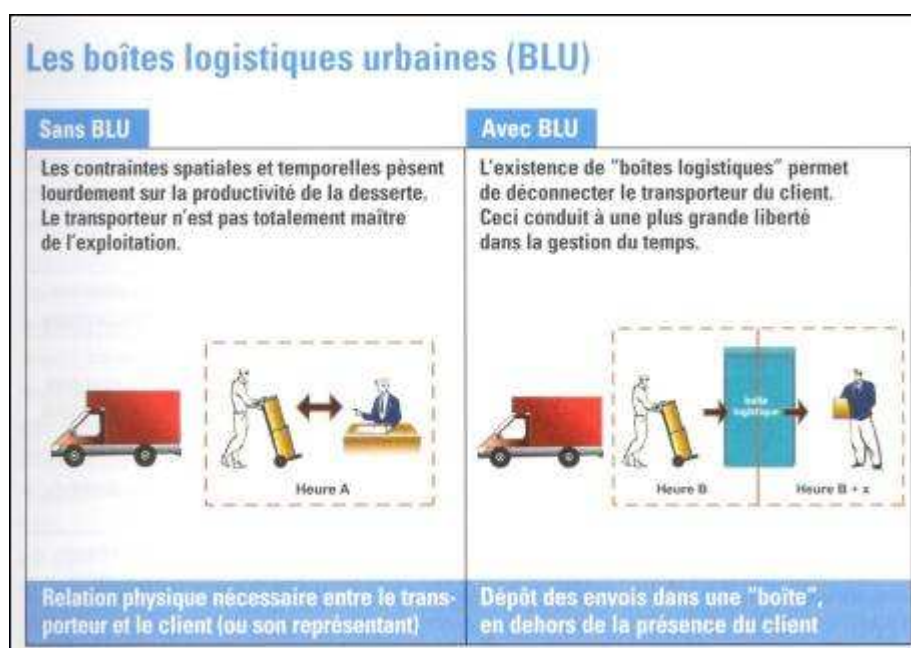 Les boîtes logistiques urbaines (BLU)
Sans BLU
Les contraintes spatiales et temporelles pèsent
lourdement sur la productivité de la desserte.
Le transporteur n'est pas totalement maître
de l'exploitation.
Heure A
Relation physique nécessaire entre le trans-
porteur et le client (ou son représentant)
Avec BLU
L'existence de "boîtes logistiques" permet
de déconnecter le transporteur du client.
Ceci conduit à une plus grande liberté
dans la gestion du temps.
boîte
logistique
Heure B
Heure B + x
Dépôt des envois dans une "boîte",
en dehors de la présence du client